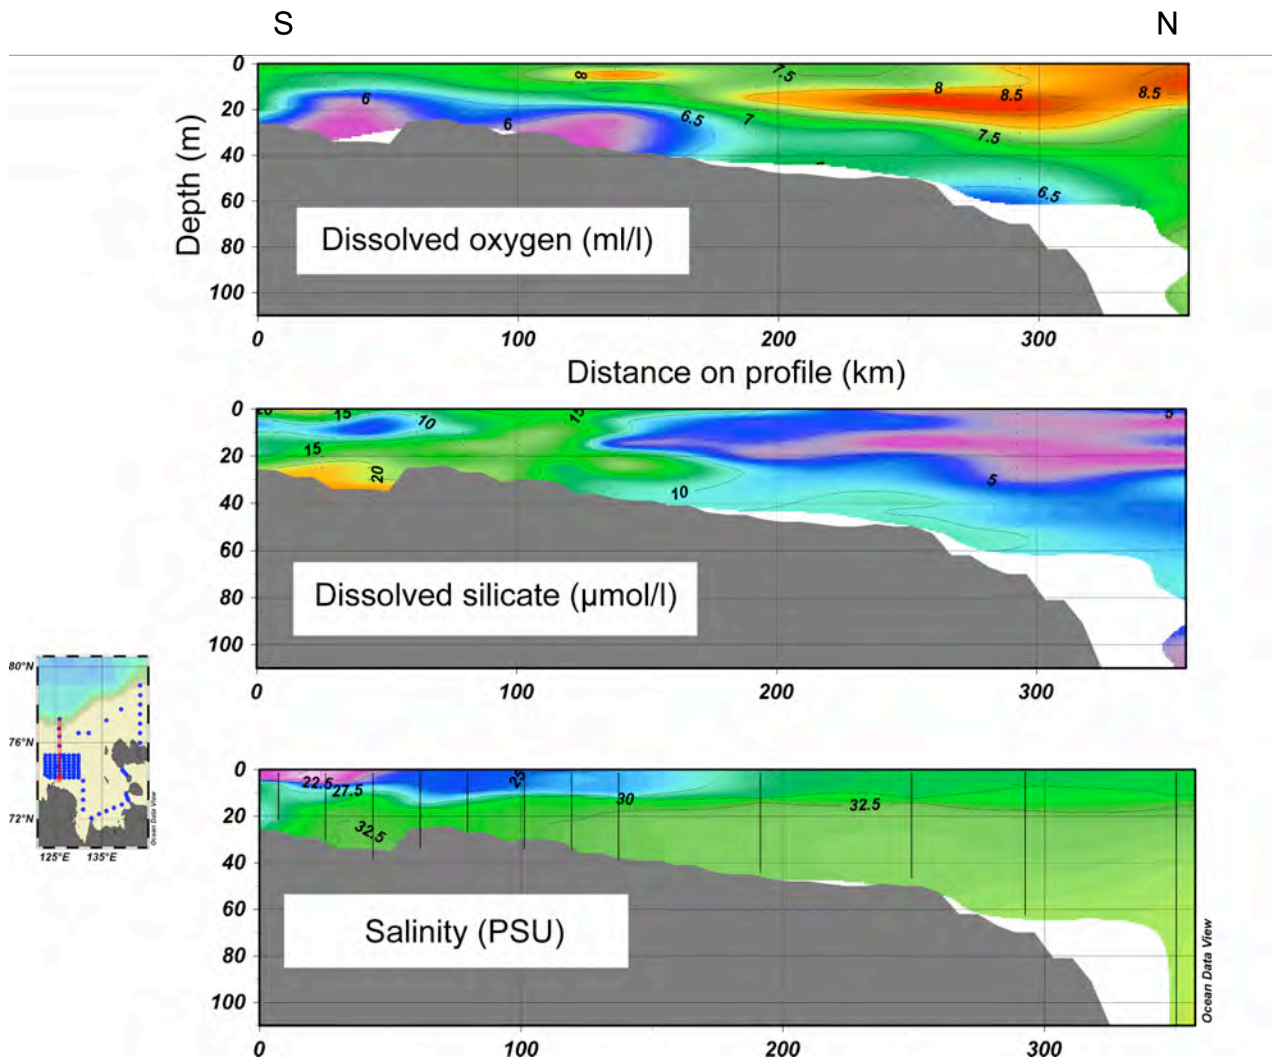 S N
0
20
40
60
80
100
Depth (m)
8
7.5
8
8.5
8.5
6
6
6.5
7
7.5
6.5
Dissolved oxygen (ml/l)
0 100 200 300
Distance on profile (km)
0
20
40
60
80
100
15
10
15
15
20
10
5
5
Dissolved silicate (µmol/l)
0 100 200 300
0
20
40
60
80
100
22.5
27.5
25
30
32.5
32.5
Salinity (PSU)
0 100 200 300
Ocean Data View
80°N
76°N
72°N
125°E 135°E
Ocean Data View